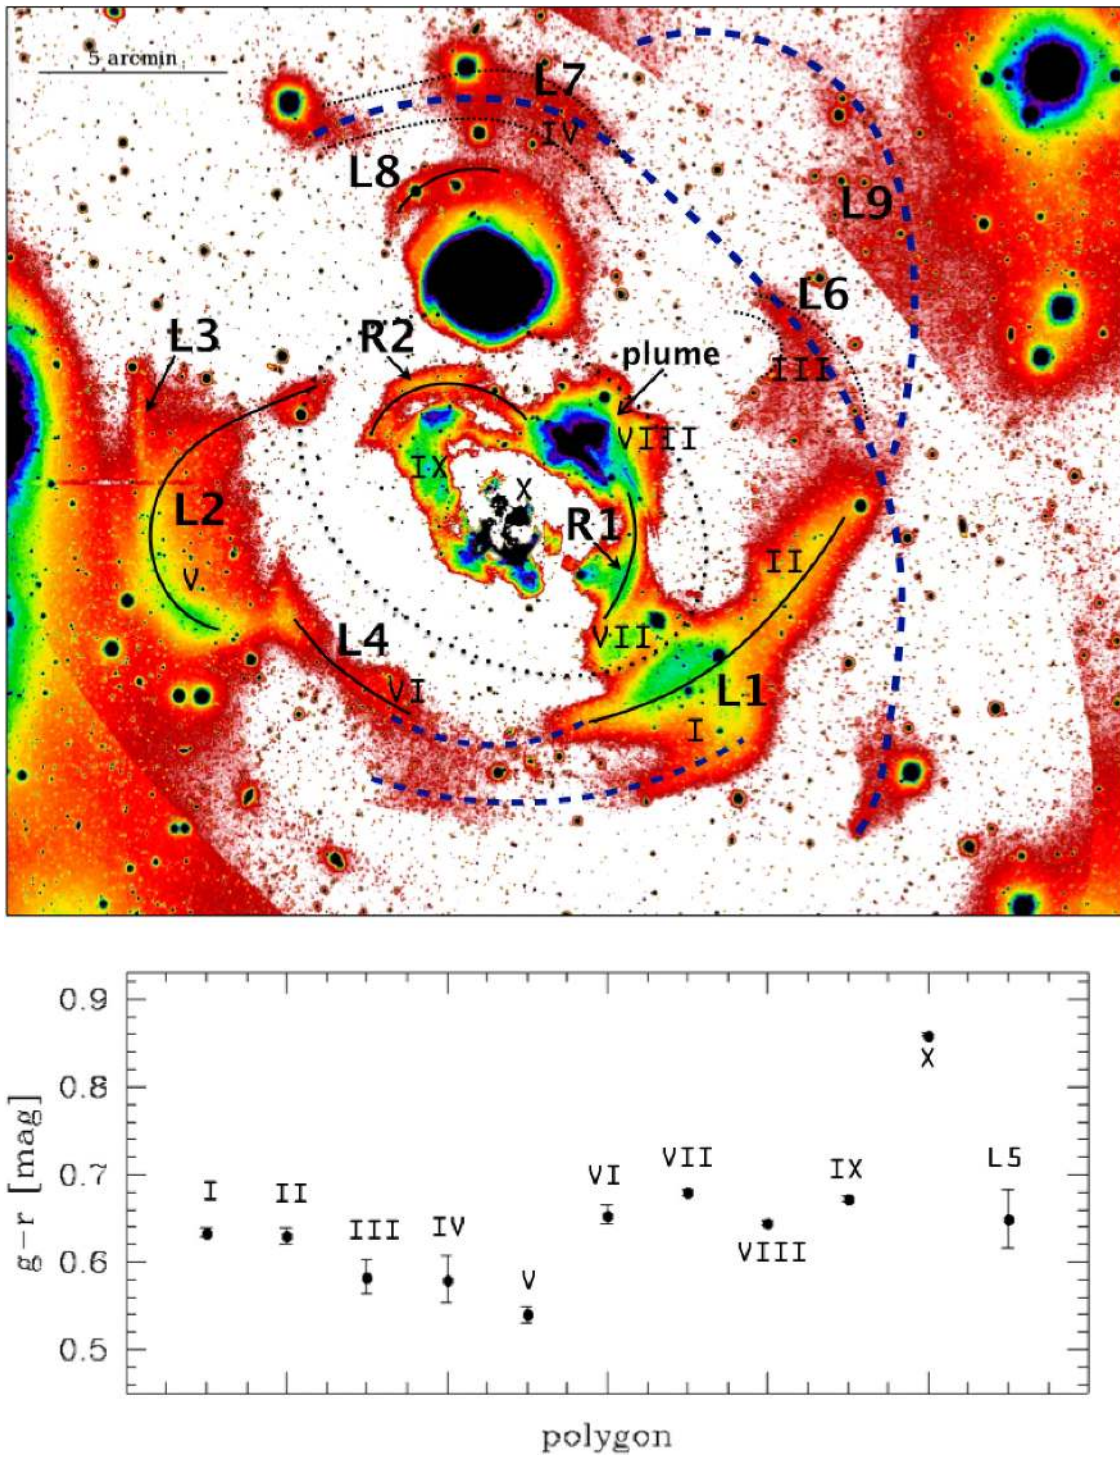 5 arcmin
L7
IV
L8
L9
L6
L3
R2
plume
III
VIII
IX
X
L2
R1
II
V
L4
VII
VI
L1
I
0.9
0.8
0.7
0.6
0.5
g-r [mag]
I
II
III
IV
V
VI
VII
VIII
IX
X
L5
polygon